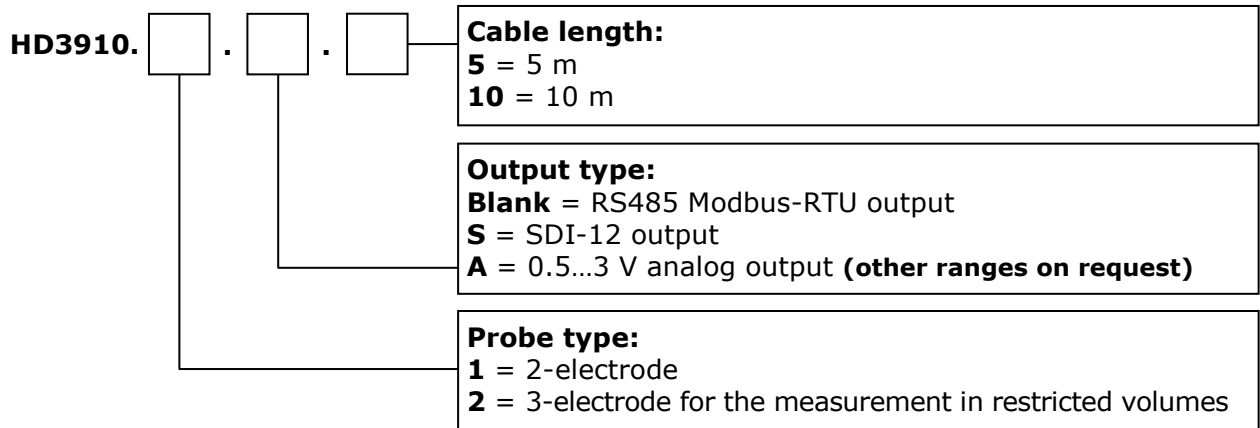 HD3910. . .
Cable length:
5 = 5 m
10 = 10 m
Output type:
Blank = RS485 Modbus-RTU output
S = SDI-12 output
A = 0.5…3 V analog output (other ranges on request)
Probe type:
1 = 2-electrode
2 = 3-electrode for the measurement in restricted volumes